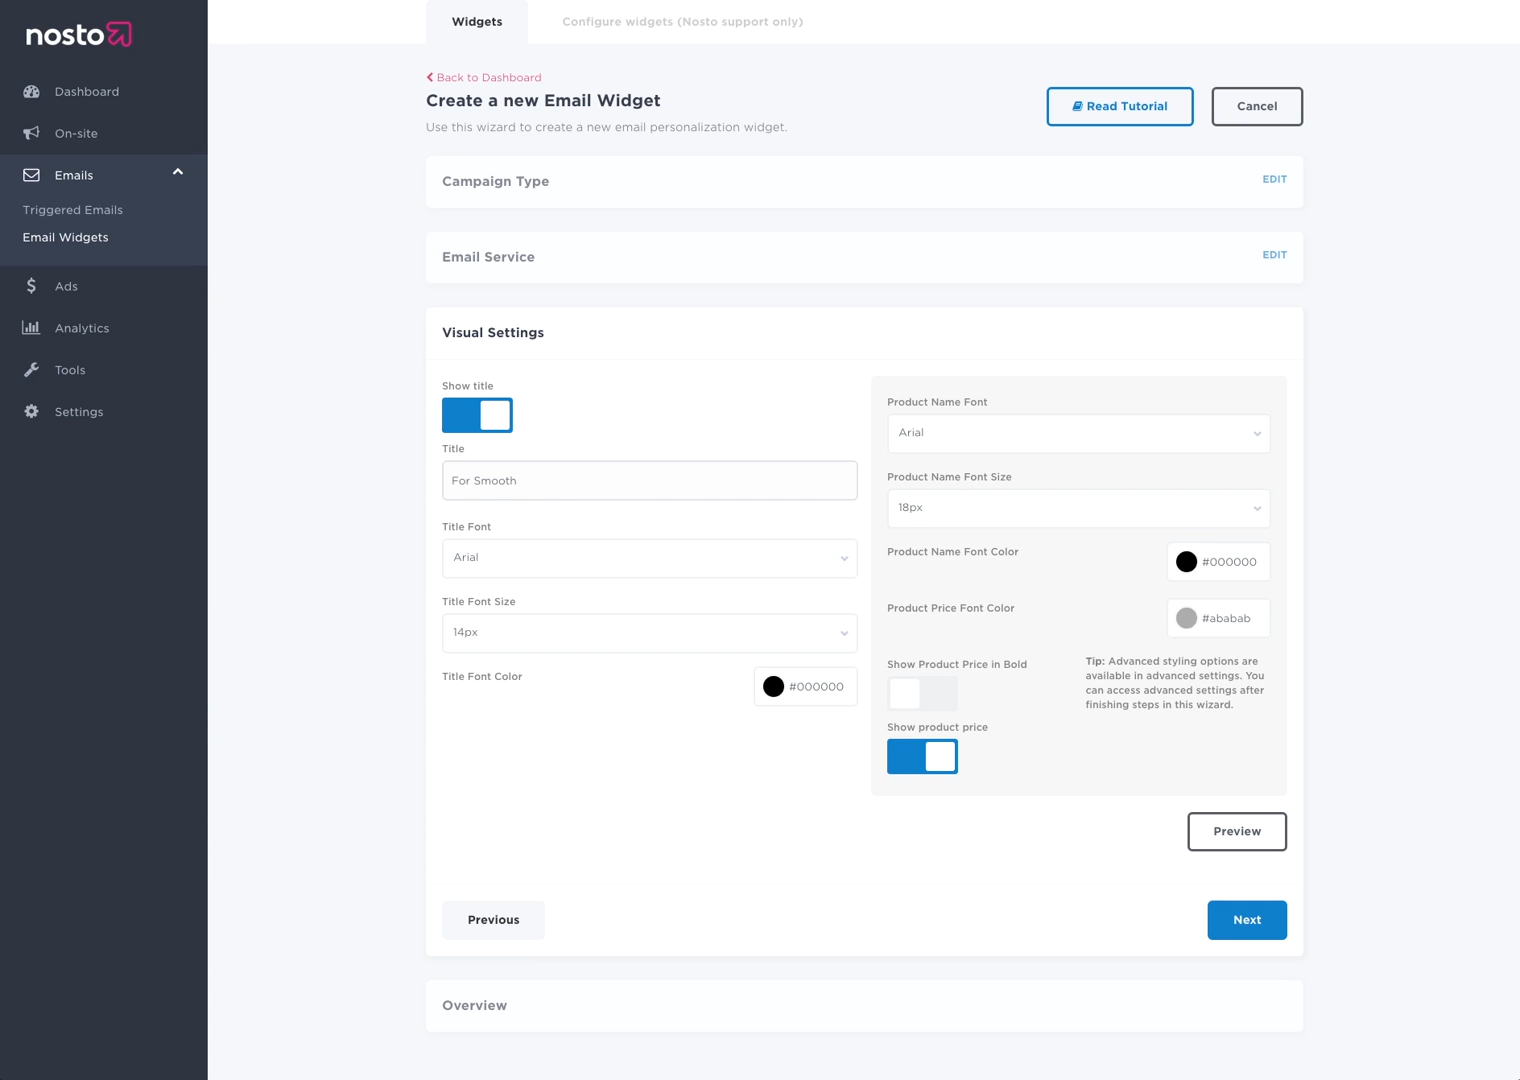 nosto
Dashboard
On-site
Emails
Triggered Emails
Email Widgets
Ads
Analytics
Tools
Settings
Widgets
Configure widgets (Nosto support only)
Back to Dashboard
Create a new Email Widget
Use this wizard to create a new email personalization widget.
Read Tutorial
Cancel
Campaign Type
EDIT
Email Service
EDIT
Visual Settings
Show title
Title
For Smooth
Title Font
Arial
Title Font Size
14px
Title Font Color
#000000
Product Name Font
Arial
Product Name Font Size
18px
Product Name Font Color
#000000
Product Price Font Color
#ababab
Show Product Price in Bold
Tip: Advanced styling options are
available in advanced settings. You
can access advanced settings after
finishing steps in this wizard.
Show product price
Preview
Previous
Next
Overview